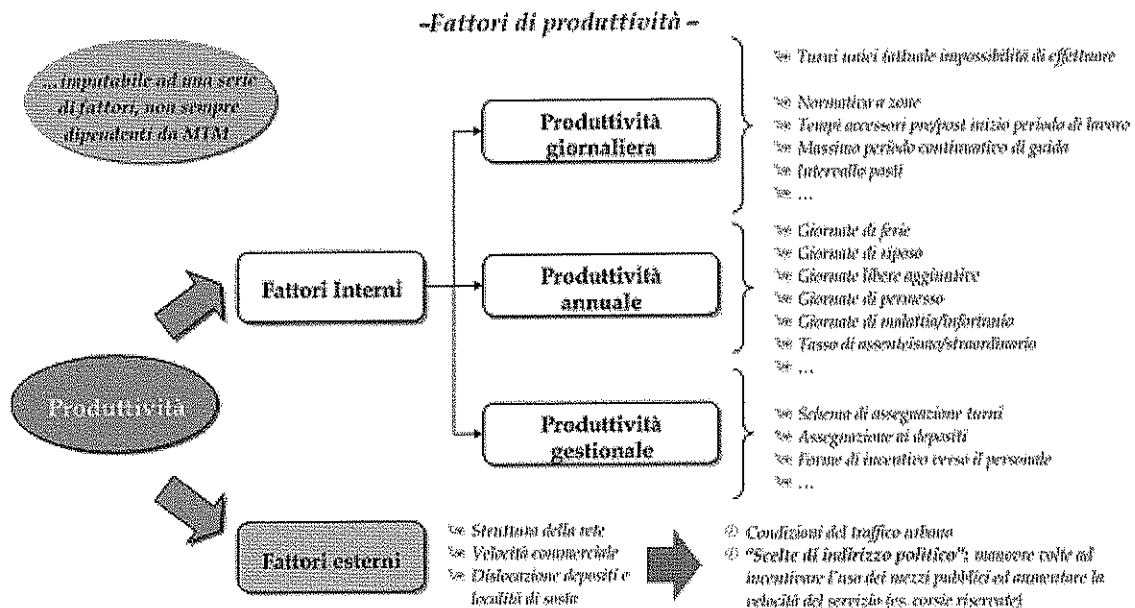 -Fattori di produttività -
...imputabile ad una serie
di fattori, non sempre
dipendenti da MTM
Produttività
Fattori Interni
Produttività
giornaliera
Turni unici (attuale impossibilità di effettuare
Normativa a zone
Tempi accessori pre/post inizio periodo di lavoro
Massimo periodo continuativo di guida
Intervallo pasti
...
Produttività
annuale
Giornate di ferie
Giornate di riposo
Giornate libere aggiuntive
Giornate di permesso
Giornate di malattia/infortunio
Tasso di assenteismo/straordinario
...
Produttività
gestionale
Schema di assegnazione turni
Assegnazione ai depositi
Forme di incentivo verso il personale
...
Fattori esterni
Struttura della rete
Velocità commerciale
Dislocazione depositi e
località di sosta
Condizioni del traffico urbano
"Scelte di indirizzo politico": manovre volte ad
incentivare l'uso dei mezzi pubblici ed aumentare la
velocità del servizio (es. corsie riservate)